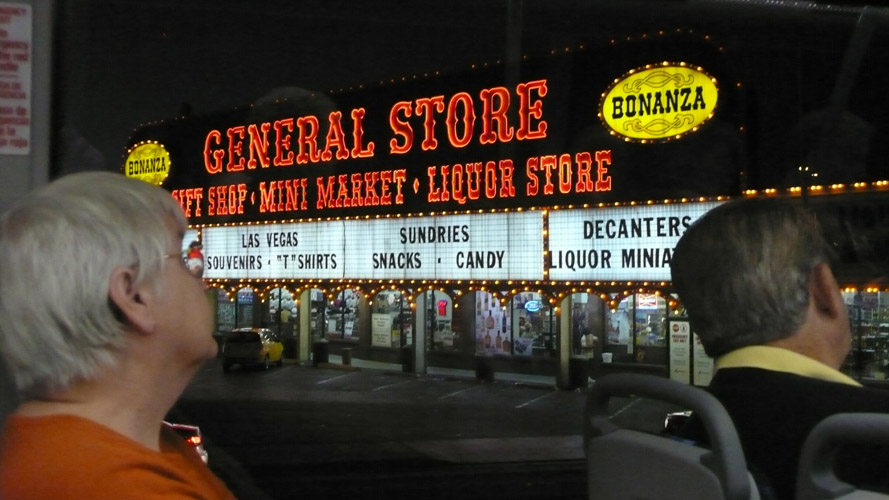 GENERAL STORE
BONANZA
BONANZA
GIFT SHOP • MINI MARKET • LIQUOR STORE
LAS VEGAS
SOUVENIRS • "T" SHIRTS
SUNDRIES
SNACKS • CANDY
DECANTERS
LIQUOR MINIA